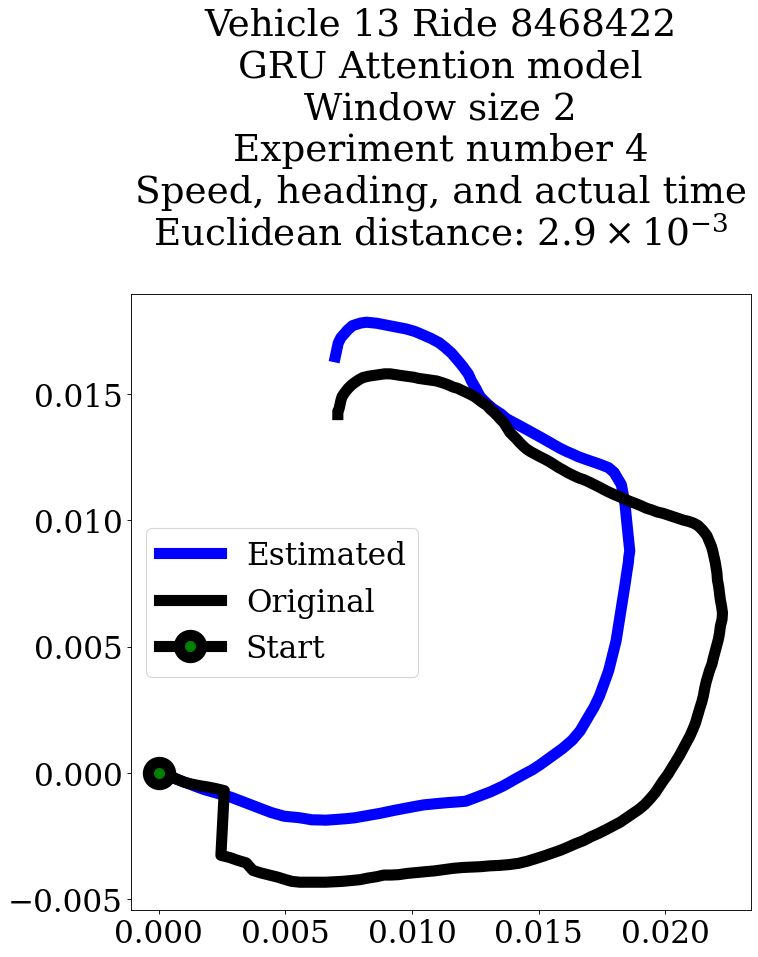 Vehicle 13 Ride 8468422
GRU Attention model
Window size 2
Experiment number 4
Speed, heading, and actual time
Euclidean distance: 2.9 × 10⁻³
0.015
0.010
0.005
0.000
−0.005
Estimated
Original
Start
0.000 0.005 0.010 0.015 0.020